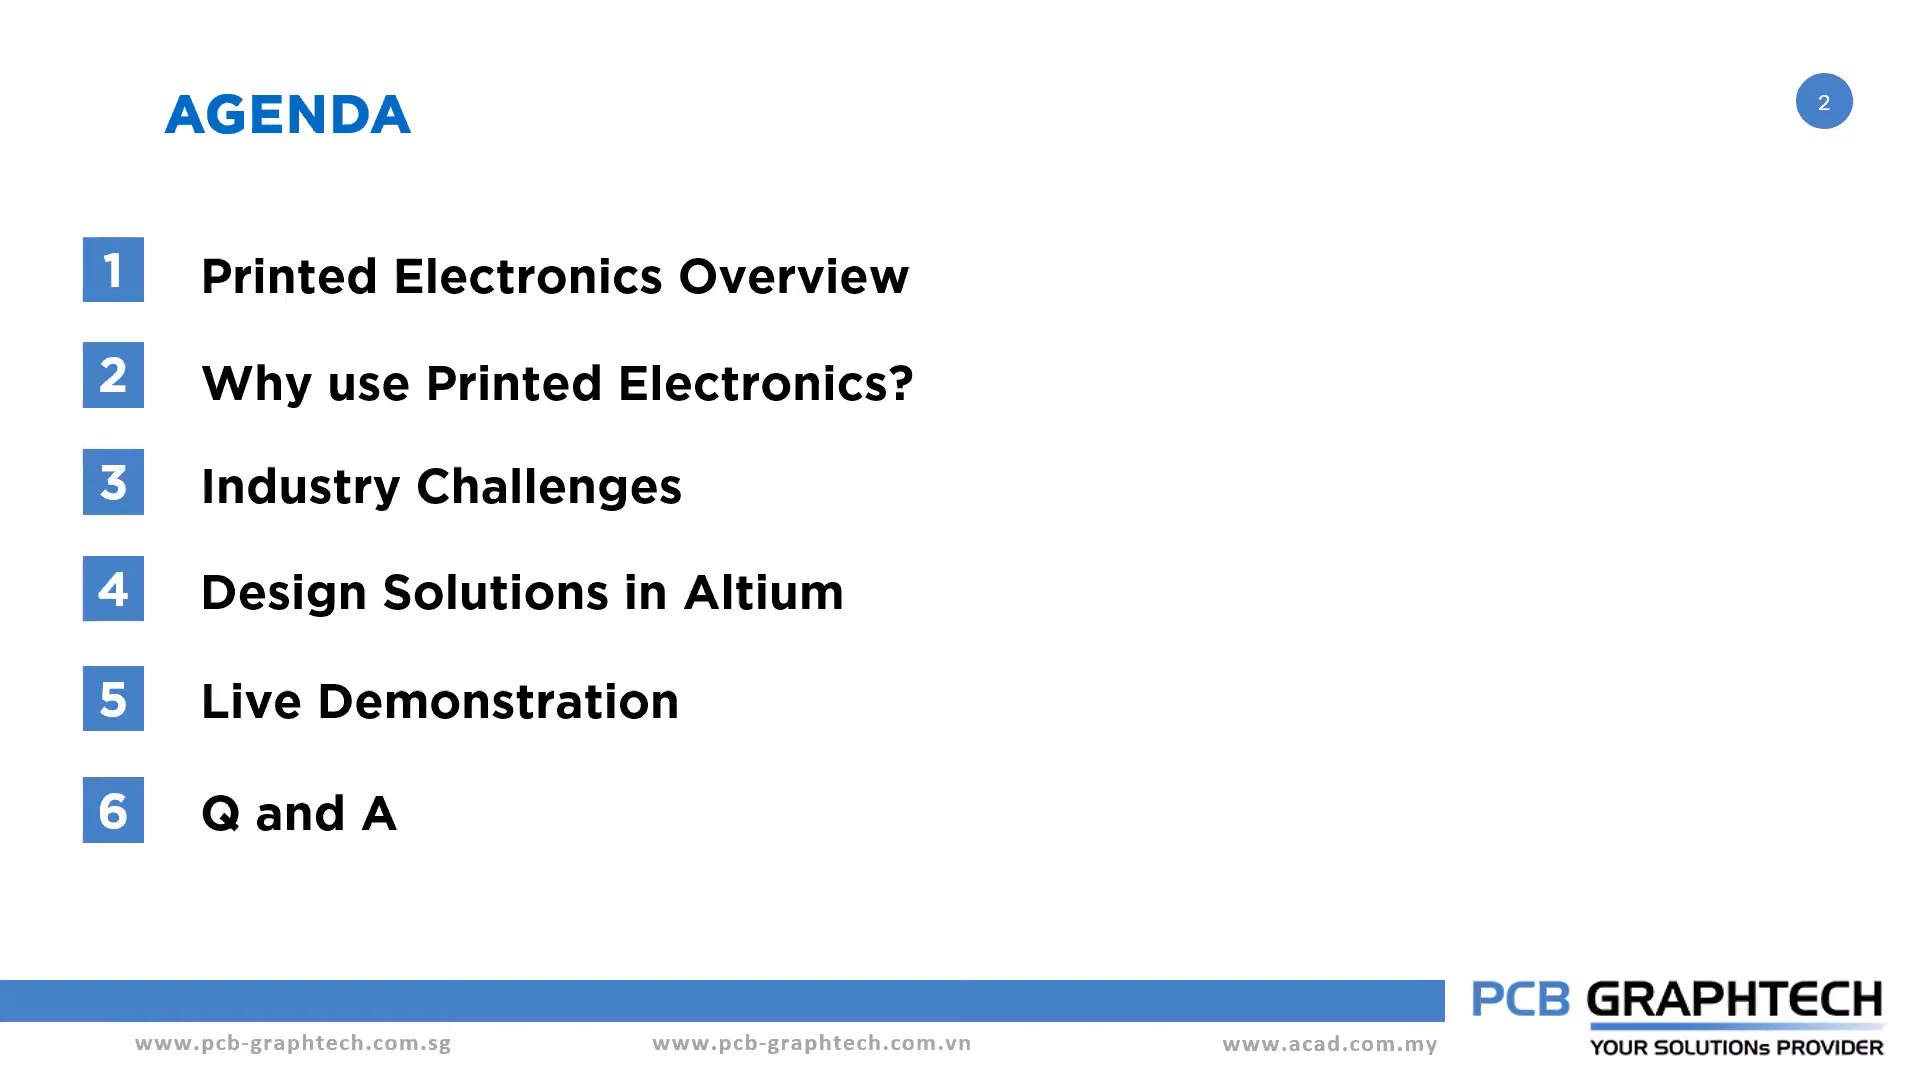 AGENDA
2
1 Printed Electronics Overview
2 Why use Printed Electronics?
3 Industry Challenges
4 Design Solutions in Altium
5 Live Demonstration
6 Q and A
PCB GRAPHTECH
YOUR SOLUTIONs PROVIDER
www.pcb-graphtech.com.sg
www.pcb-graphtech.com.vn
www.acad.com.my